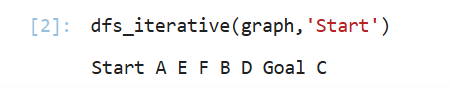 [2]: dfs_iterative(graph,'Start')
Start A E F B D Goal C